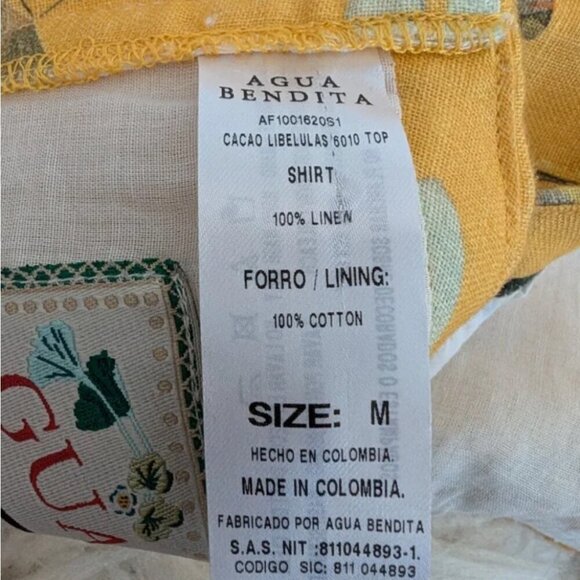 AGUA
BENDITA
AF1001620S1
CACAO LIBELULAS 6010 TOP
SHIRT
100% LINEN
FORRO / LINING:
100% COTTON
SIZE: M
HECHO EN COLOMBIA.
MADE IN COLOMBIA.
FABRICADO POR AGUA BENDITA
S.A.S. NIT :811044893-1.
CODIGO SIC: 811 044893
GUA